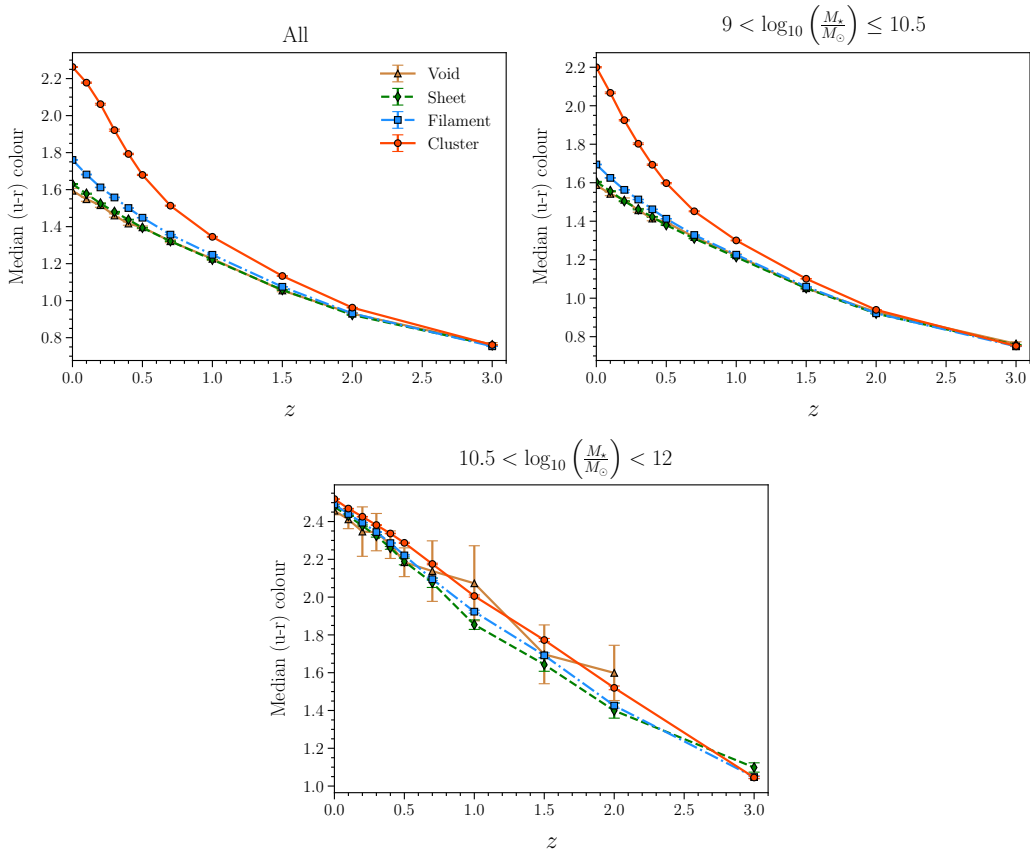 All
Median (u-r) colour
2.2
2.0
1.8
1.6
1.4
1.2
1.0
0.8
Void
Sheet
Filament
Cluster
0.0 0.5 1.0 1.5 2.0 2.5 3.0
z
9 < log₁₀ (M⋆/M⊙) ≤ 10.5
Median (u-r) colour
2.2
2.0
1.8
1.6
1.4
1.2
1.0
0.8
0.0 0.5 1.0 1.5 2.0 2.5 3.0
z
10.5 < log₁₀ (M⋆/M⊙) < 12
Median (u-r) colour
2.4
2.2
2.0
1.8
1.6
1.4
1.2
1.0
0.0 0.5 1.0 1.5 2.0 2.5 3.0
z